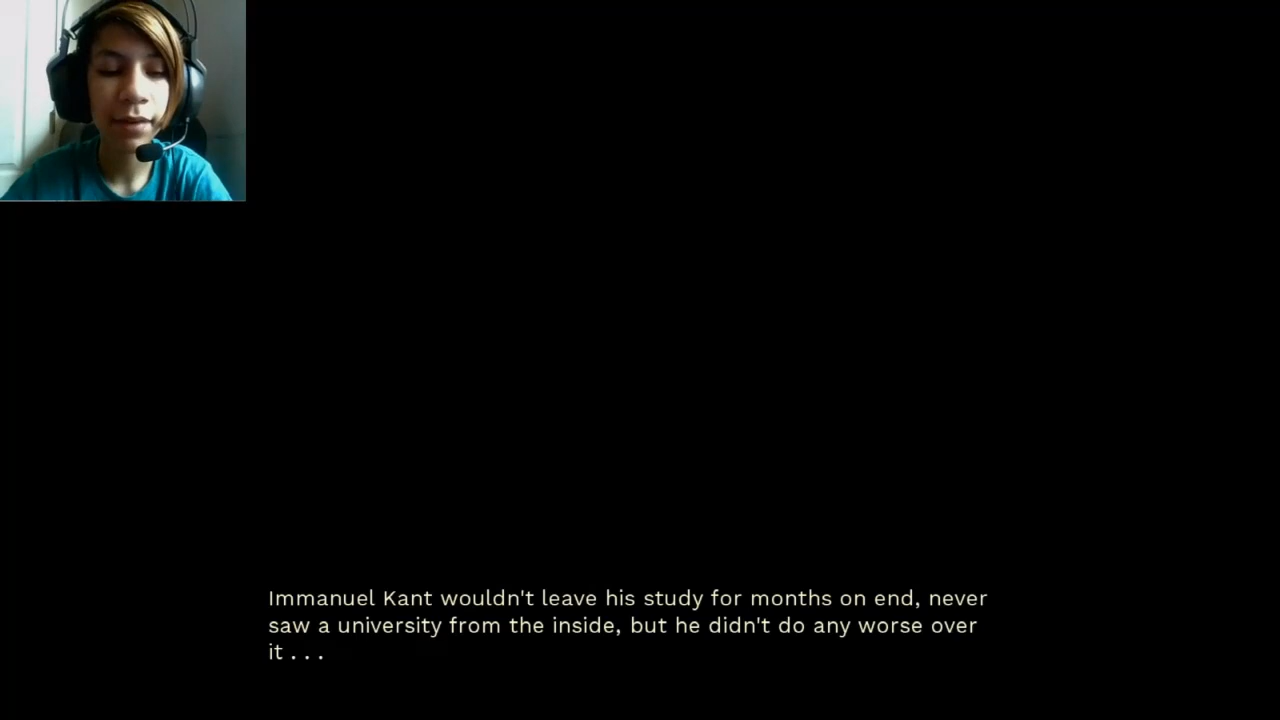 Immanuel Kant wouldn't leave his study for months on end, never
saw a university from the inside, but he didn't do any worse over
it . . .